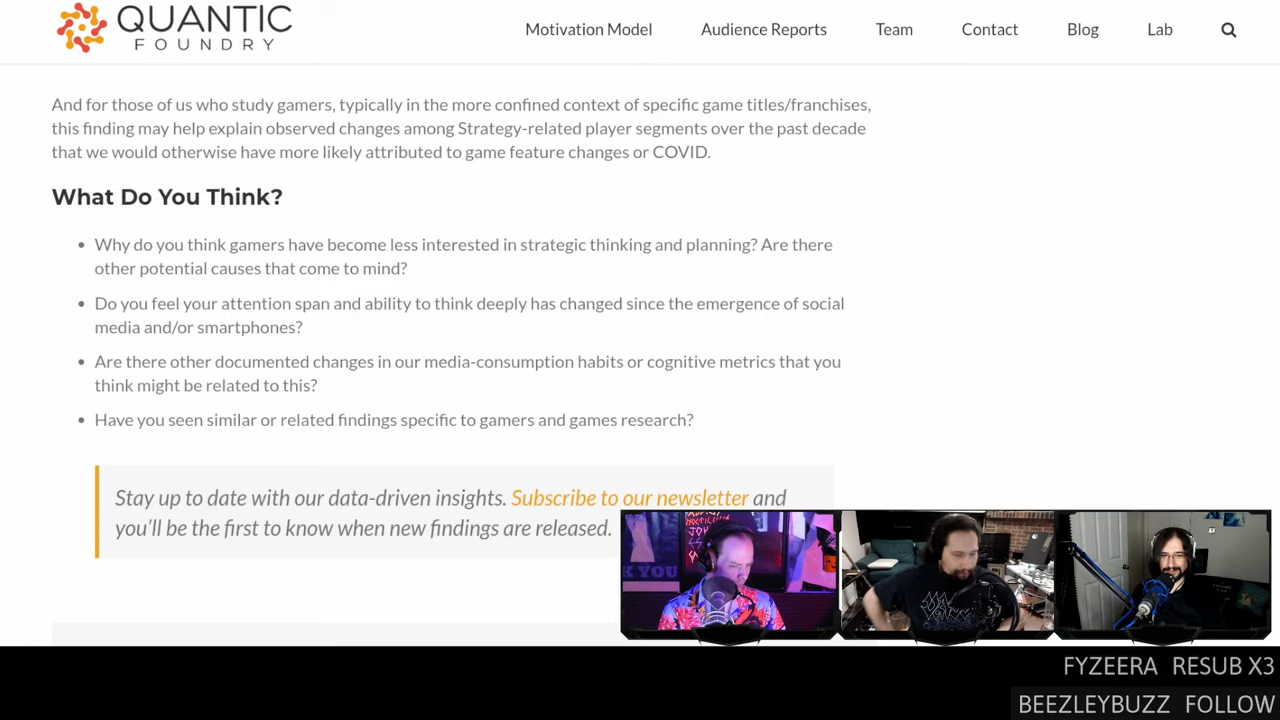 QUANTIC
FOUNDRY
Motivation Model
Audience Reports
Team
Contact
Blog
Lab
And for those of us who study gamers, typically in the more confined context of specific game titles/franchises,
this finding may help explain observed changes among Strategy-related player segments over the past decade
that we would otherwise have more likely attributed to game feature changes or COVID.
What Do You Think?
• Why do you think gamers have become less interested in strategic thinking and planning? Are there
other potential causes that come to mind?
• Do you feel your attention span and ability to think deeply has changed since the emergence of social
media and/or smartphones?
• Are there other documented changes in our media-consumption habits or cognitive metrics that you
think might be related to this?
• Have you seen similar or related findings specific to gamers and games research?
Stay up to date with our data-driven insights. Subscribe to our newsletter and
you’ll be the first to know when new findings are released.
FYZEERA RESUB X3
BEEZLEYBUZZ FOLLOW